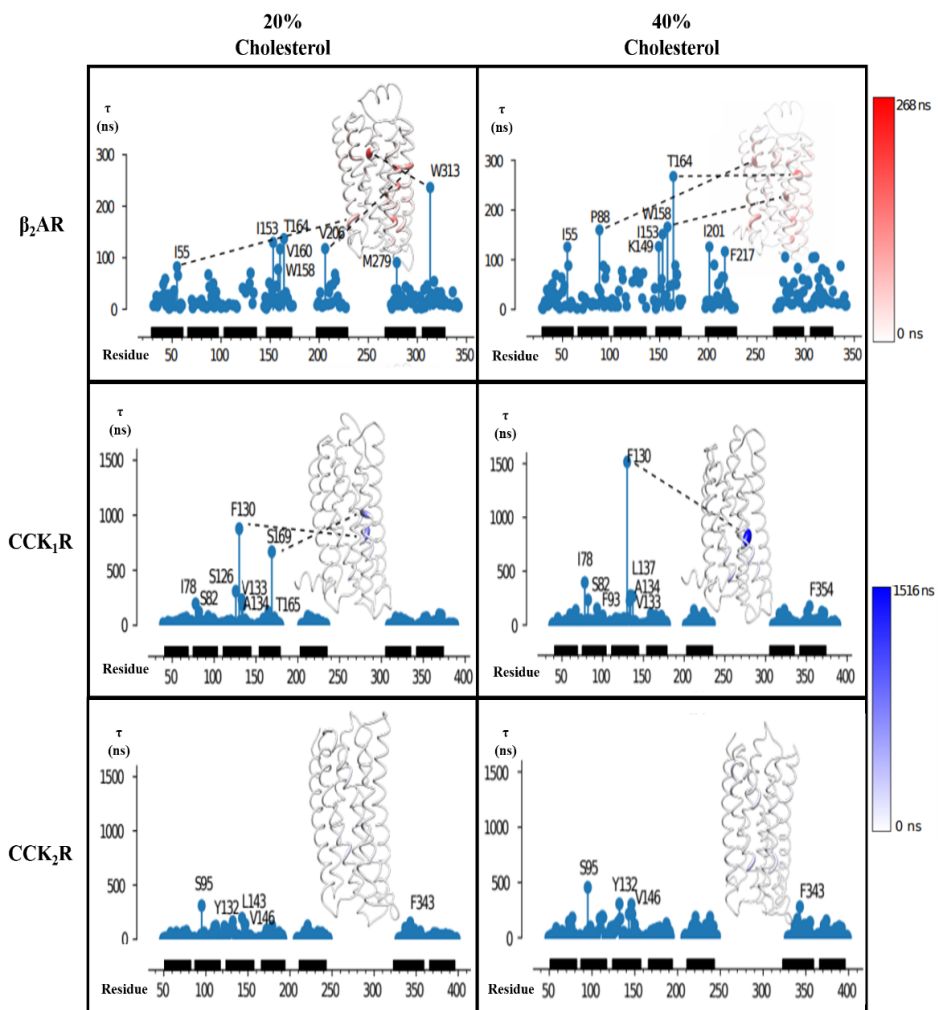 20%
Cholesterol
40%
Cholesterol
β₂AR
τ
(ns)
300
200
100
0
I55
I153
T164
V160
W158
V206
M279
W313
Residue
50 100 150 200 250 300 350
τ
(ns)
300
200
100
0
I55
P88
T164
W158
I153
K149
I201
F217
Residue
50 100 150 200 250 300 350
268 ns
0 ns
CCK₁R
τ
(ns)
1500
1000
500
0
F130
S169
S126
I78
V133
S82
A134
T165
Residue
50 100 150 200 250 300 350 400
τ
(ns)
1500
1000
500
0
F130
I78
L137
S82
A134
F93
V133
F354
Residue
50 100 150 200 250 300 350 400
1516 ns
0 ns
CCK₂R
τ
(ns)
1500
1000
500
0
S95
Y132
L143
V146
F343
Residue
50 100 150 200 250 300 350 400
τ
(ns)
1500
1000
500
0
S95
Y132
V146
F343
Residue
50 100 150 200 250 300 350 400